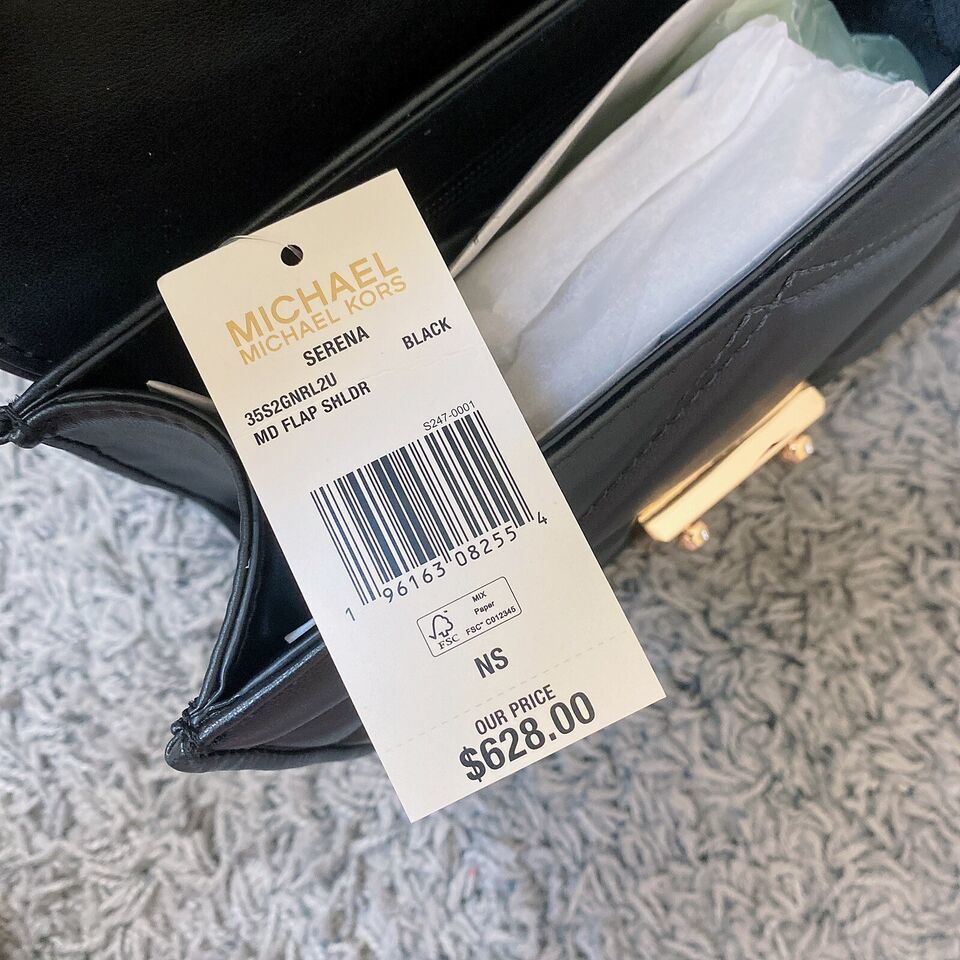 MICHAEL
MICHAEL KORS
SERENA BLACK
35S2GNRL2U
MD FLAP SHLDR
S247-0001
1 96163 08255 4
FSC
MIX
Paper
FSC™ C012345
NS
OUR PRICE
$628.00